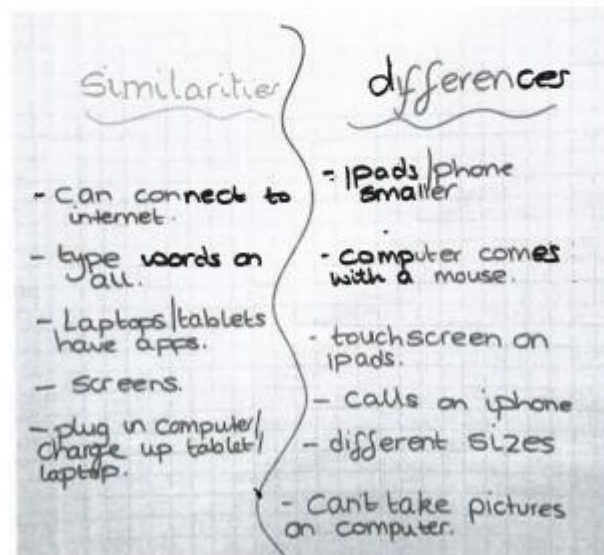 Similarities
- can connect to
internet.
- type words on
all.
- Laptops/tablets
have apps.
- screens.
- plug in computer/
charge up tablet/
laptop.
differences
- Ipads/phone
smaller
- computer comes
with a mouse.
- touchscreen on
ipads.
- calls on iphone
- different sizes
- Can't take pictures
on computer.